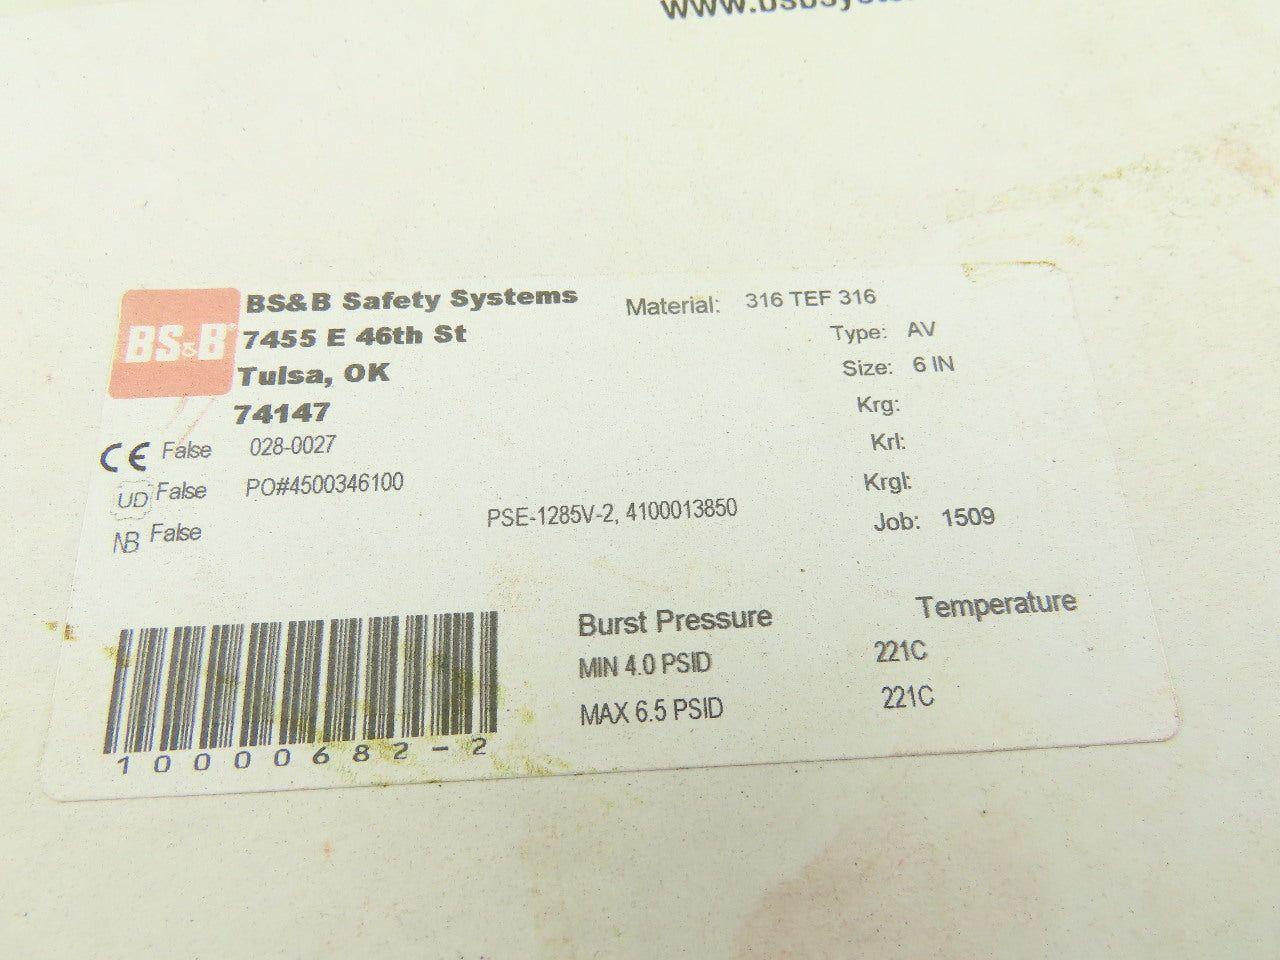 BS&B Safety Systems
7455 E 46th St
Tulsa, OK
74147
BS&B®
CE False 028-0027
UD False PO#4500346100
NB False
PSE-1285V-2, 4100013850
Material: 316 TEF 316
Type: AV
Size: 6 IN
Krg:
Krl:
Krgl:
Job: 1509
Burst Pressure Temperature
MIN 4.0 PSID 221C
MAX 6.5 PSID 221C
10000682-2